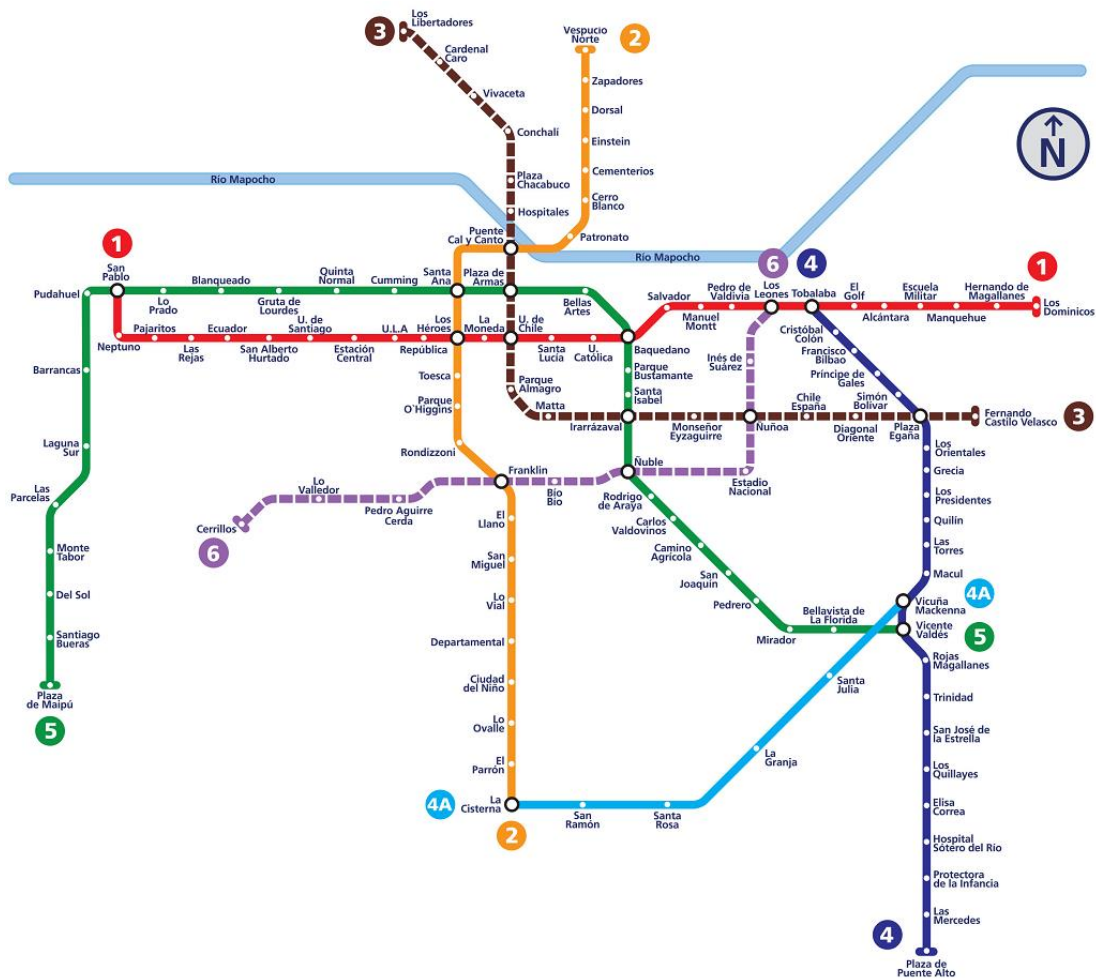 Los
Libertadores
3
Cardenal
Caro
Vivaceta
Conchalí
Plaza
Chacabuco
Hospitales
Vespucio
Norte
2
Zapadores
Dorsal
Einstein
Cementerios
Cerro
Blanco
Patronato
N
Río Mapocho
Río Mapocho
Puente
Cal y Canto
1
San
Pablo
Pudahuel
Lo
Prado
Blanqueado
Gruta de
Lourdes
Quinta
Normal
Cumming
Santa
Ana
Plaza de
Armas
Bellas
Artes
6
4
1
Neptuno
Pajaritos
Las
Rejas
Ecuador
San Alberto
Hurtado
U. de
Santiago
Estación
Central
U.L.A
República
Los
Héroes
La
Moneda
U. de
Chile
Santa
Lucía
U.
Católica
Baquedano
Salvador
Manuel
Montt
Pedro de
Valdivia
Los
Leones
Tobalaba
El
Golf
Alcántara
Escuela
Militar
Manquehue
Hernando de
Magallanes
Los
Dominicos
Cristóbal
Colón
Francisco
Bilbao
Príncipe de
Gales
Simón
Bolívar
Plaza
Egaña
Inés de
Suárez
Barrancas
Laguna
Sur
Las
Parcelas
Monte
Tabor
Del Sol
Santiago
Bueras
Plaza
de Maipú
5
Toesca
Parque
O`Higgins
Rondizzoni
Parque
Almagro
Matta
Parque
Bustamante
Santa
Isabel
Irarrázaval
Monseñor
Eyzaguirre
Ñuñoa
Chile
España
Diagonal
Oriente
Fernando
Castilo Velasco
3
Cerrillos
6
Lo
Valledor
Pedro Aguirre
Cerda
Franklin
Bío
Bío
Ñuble
Estadio
Nacional
Rodrigo
de Araya
Carlos
Valdovinos
Camino
Agrícola
San
Joaquín
Pedrero
Mirador
Bellavista de
La Florida
Los
Orientales
Grecia
Los
Presidentes
Quilín
Las
Torres
Macul
Vicuña
Mackenna
4A
Vicente
Valdés
5
El
Llano
San
Miguel
Lo
Vial
Departamental
Ciudad
del Niño
Lo
Ovalle
El
Parrón
La
Cisterna
4A
2
San
Ramón
Santa
Rosa
La
Granja
Santa
Julia
Rojas
Magallanes
Trinidad
San José de
la Estrella
Los
Quillayes
Elisa
Correa
Hospital
Sótero del Río
Protectora
de la Infancia
Las
Mercedes
4
Plaza de
Puente Alto